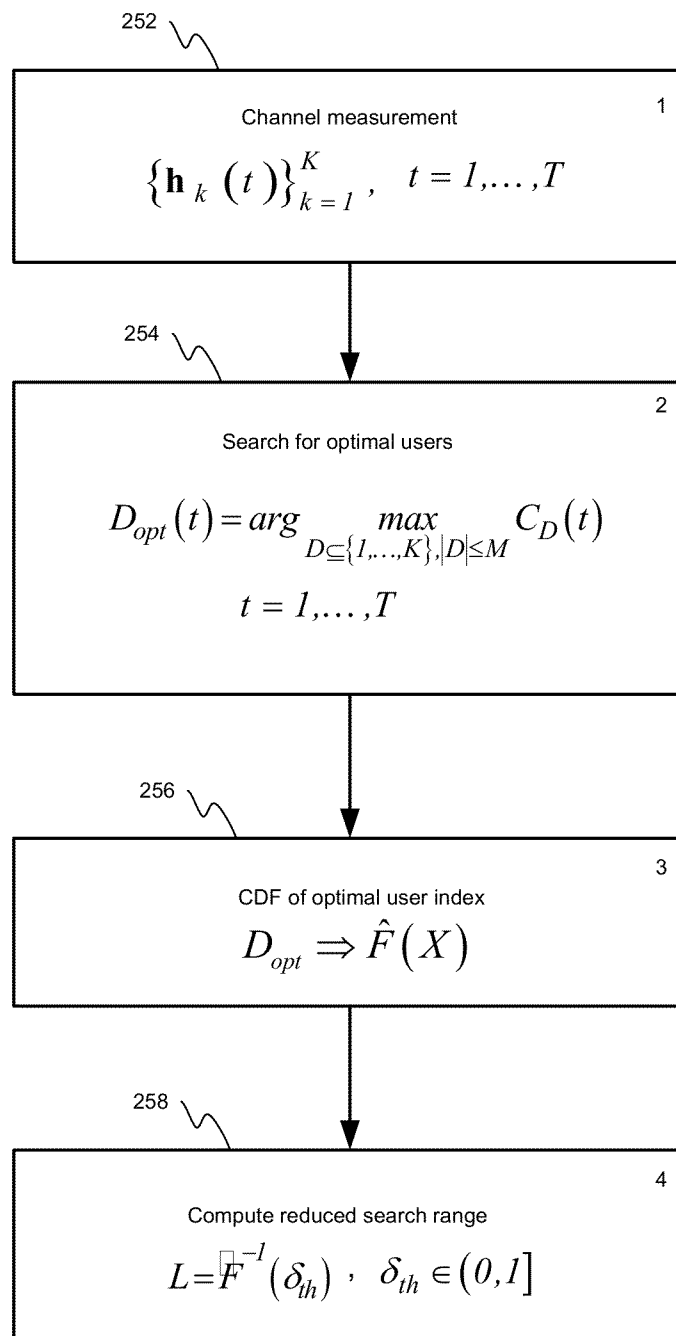 252
1
Channel measurement
{h_k (t)}_{k = 1}^K , t = 1,...,T
254
2
Search for optimal users
D_opt (t) = arg max_{D⊆{1,...,K},|D|≤M} C_D (t)
t = 1,...,T
256
3
CDF of optimal user index
D_opt ⇒ F̂(X)
258
4
Compute reduced search range
L = F^{-1}(δ_th) , δ_th ∈ (0,1]